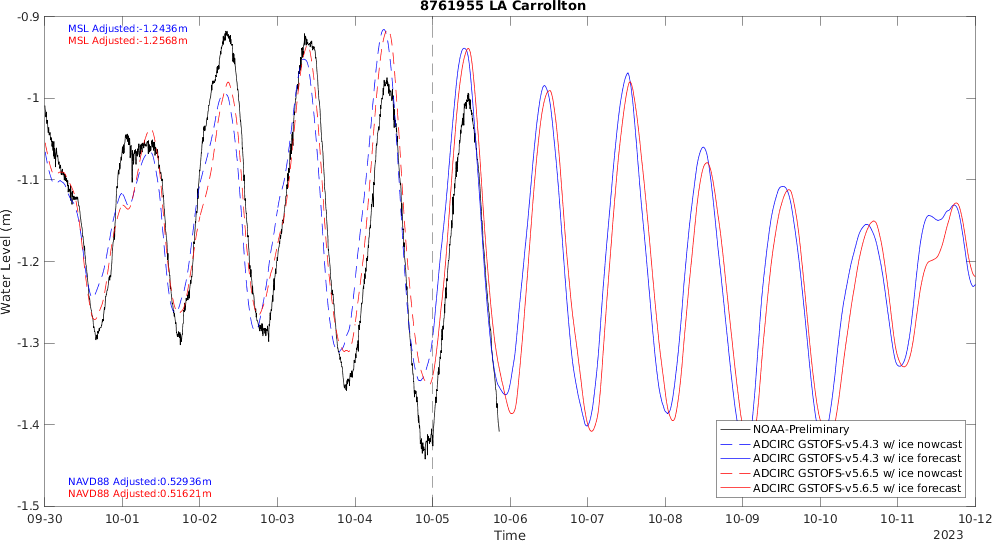 8761955 LA Carrollton
MSL Adjusted:-1.2436m
MSL Adjusted:-1.2568m
-0.9
-1
-1.1
-1.2
-1.3
-1.4
-1.5
Water Level (m)
NAVD88 Adjusted:0.52936m
NAVD88 Adjusted:0.51621m
NOAA-Preliminary
ADCIRC GSTOFS-v5.4.3 w/ ice nowcast
ADCIRC GSTOFS-v5.4.3 w/ ice forecast
ADCIRC GSTOFS-v5.6.5 w/ ice nowcast
ADCIRC GSTOFS-v5.6.5 w/ ice forecast
09-30 10-01 10-02 10-03 10-04 10-05 10-06 10-07 10-08 10-09 10-10 10-11 10-12
Time
2023